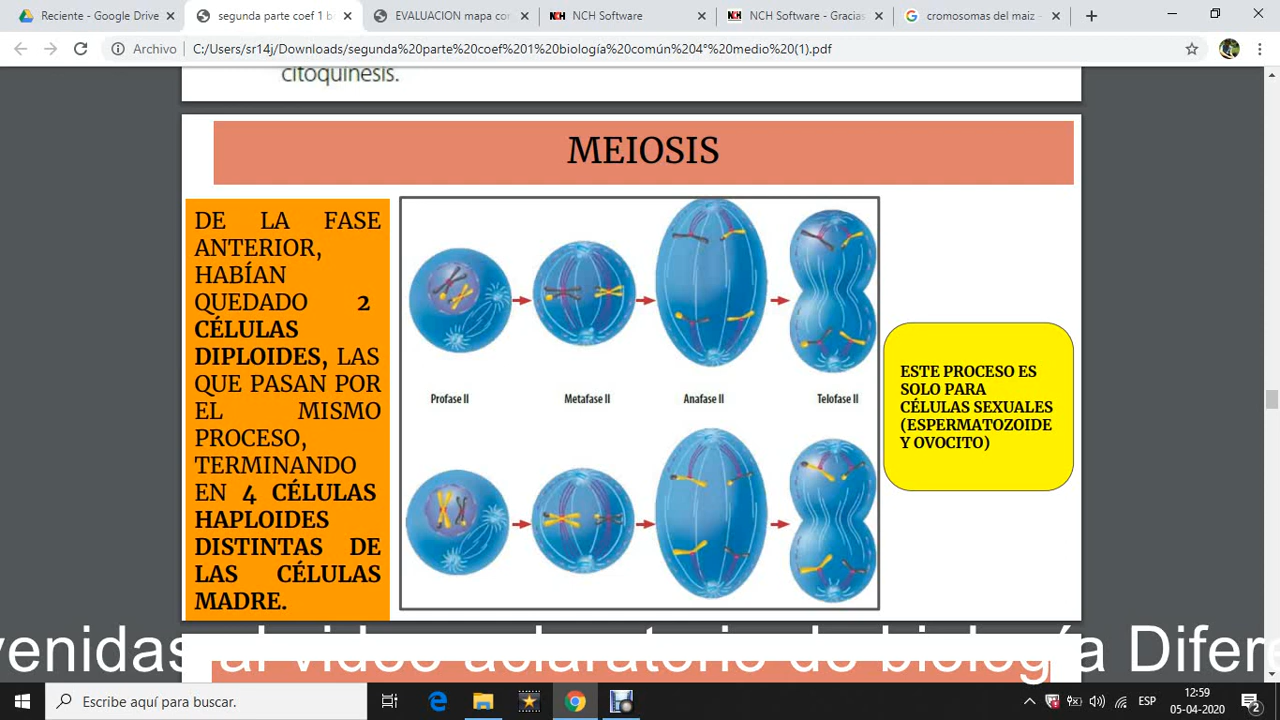 Reciente - Google Drive
segunda parte coef 1 b
EVALUACION mapa con
NCH NCH Software
NCH NCH Software - Gracias
cromosomas del maiz -
Archivo
C:/Users/sr14j/Downloads/segunda%20parte%20coef%201%20biología%20común%204°%20medio%20(1).pdf
citoquinesis.
MEIOSIS
DE LA FASE
ANTERIOR,
HABÍAN
QUEDADO 2
CÉLULAS
DIPLOIDES, LAS
QUE PASAN POR
EL MISMO
PROCESO,
TERMINANDO
EN 4 CÉLULAS
HAPLOIDES
DISTINTAS DE
LAS CÉLULAS
MADRE.
Profase II
Metafase II
Anafase II
Telofase II
ESTE PROCESO ES
SOLO PARA
CÉLULAS SEXUALES
(ESPERMATOZOIDE
Y OVOCITO)
venidas al video aclaratorio de biología Difere
Escribe aquí para buscar.
ESP
12:59
05-04-2020
2